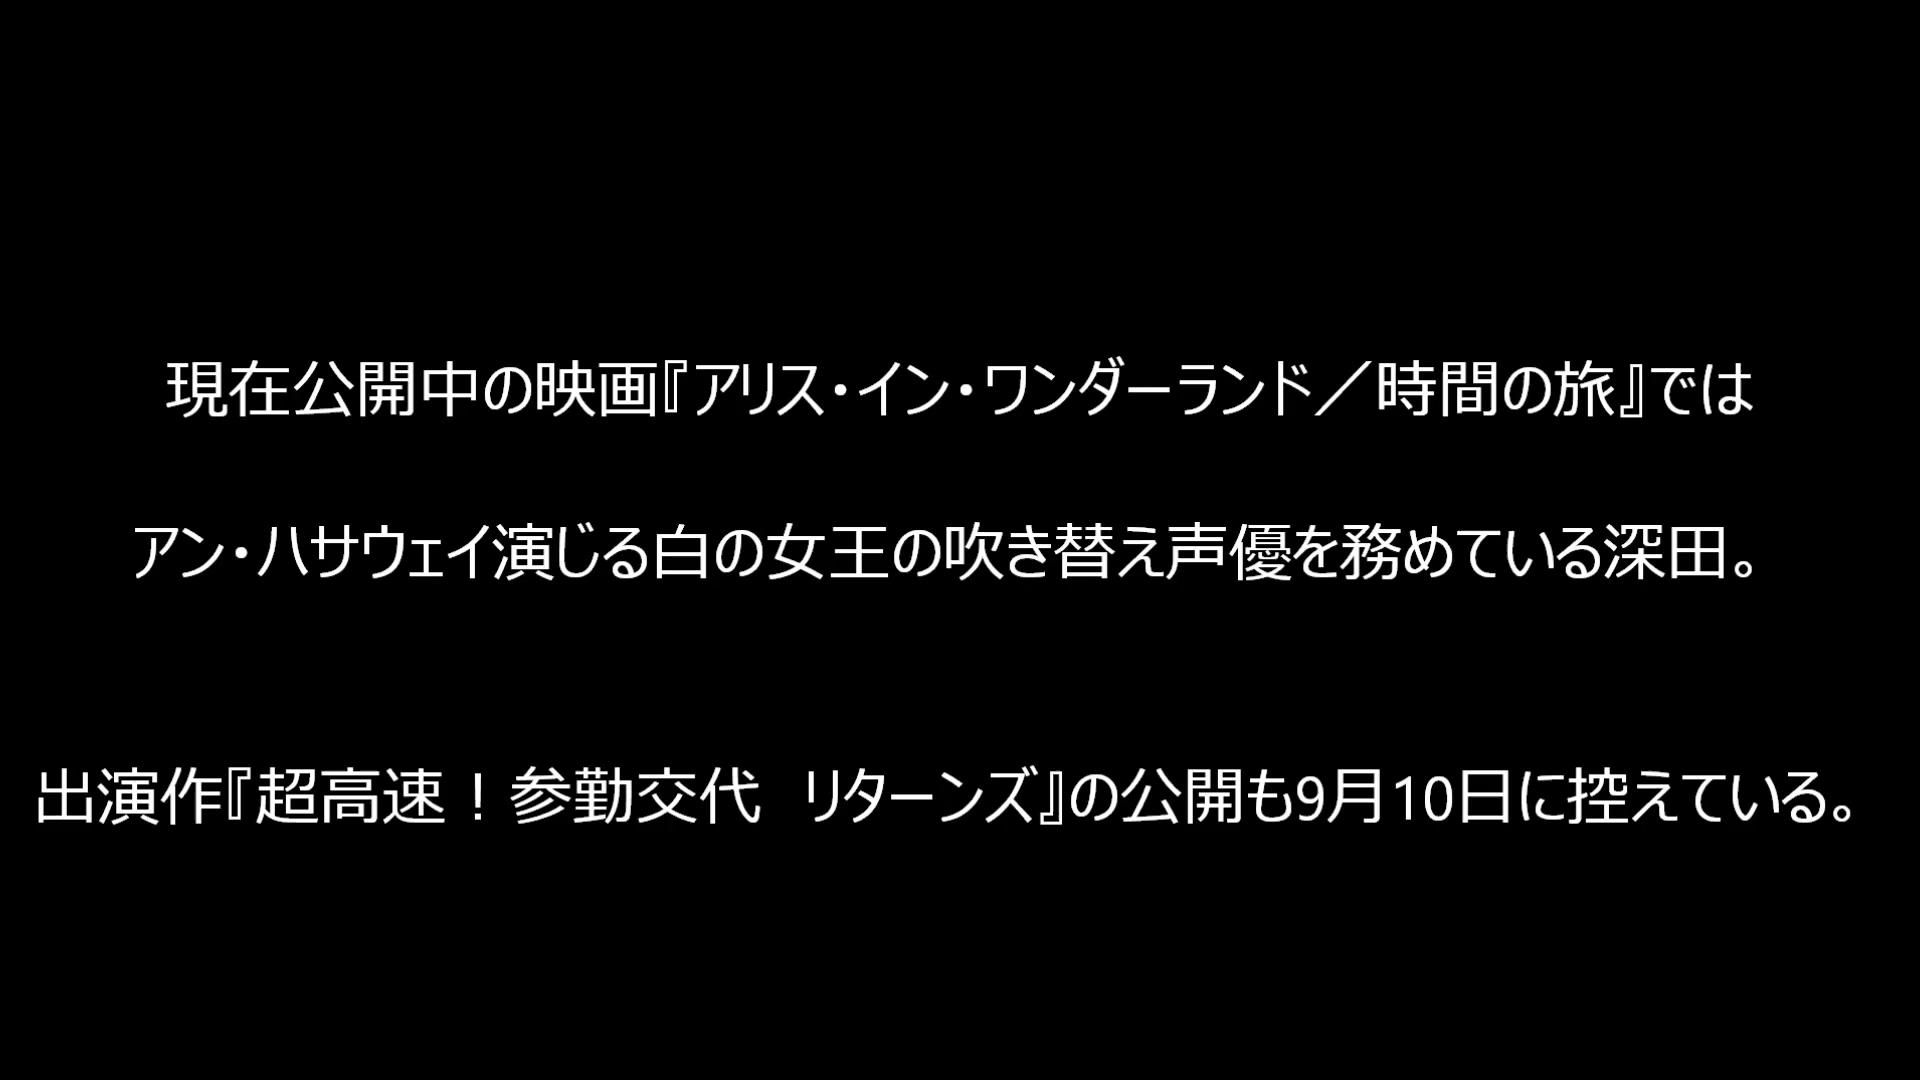 現在公開中の映画『アリス・イン・ワンダーランド／時間の旅』では
アン・ハサウェイ演じる白の女王の吹き替え声優を務めている深田。
出演作『超高速！参勤交代　リターンズ』の公開も9月10日に控えている。